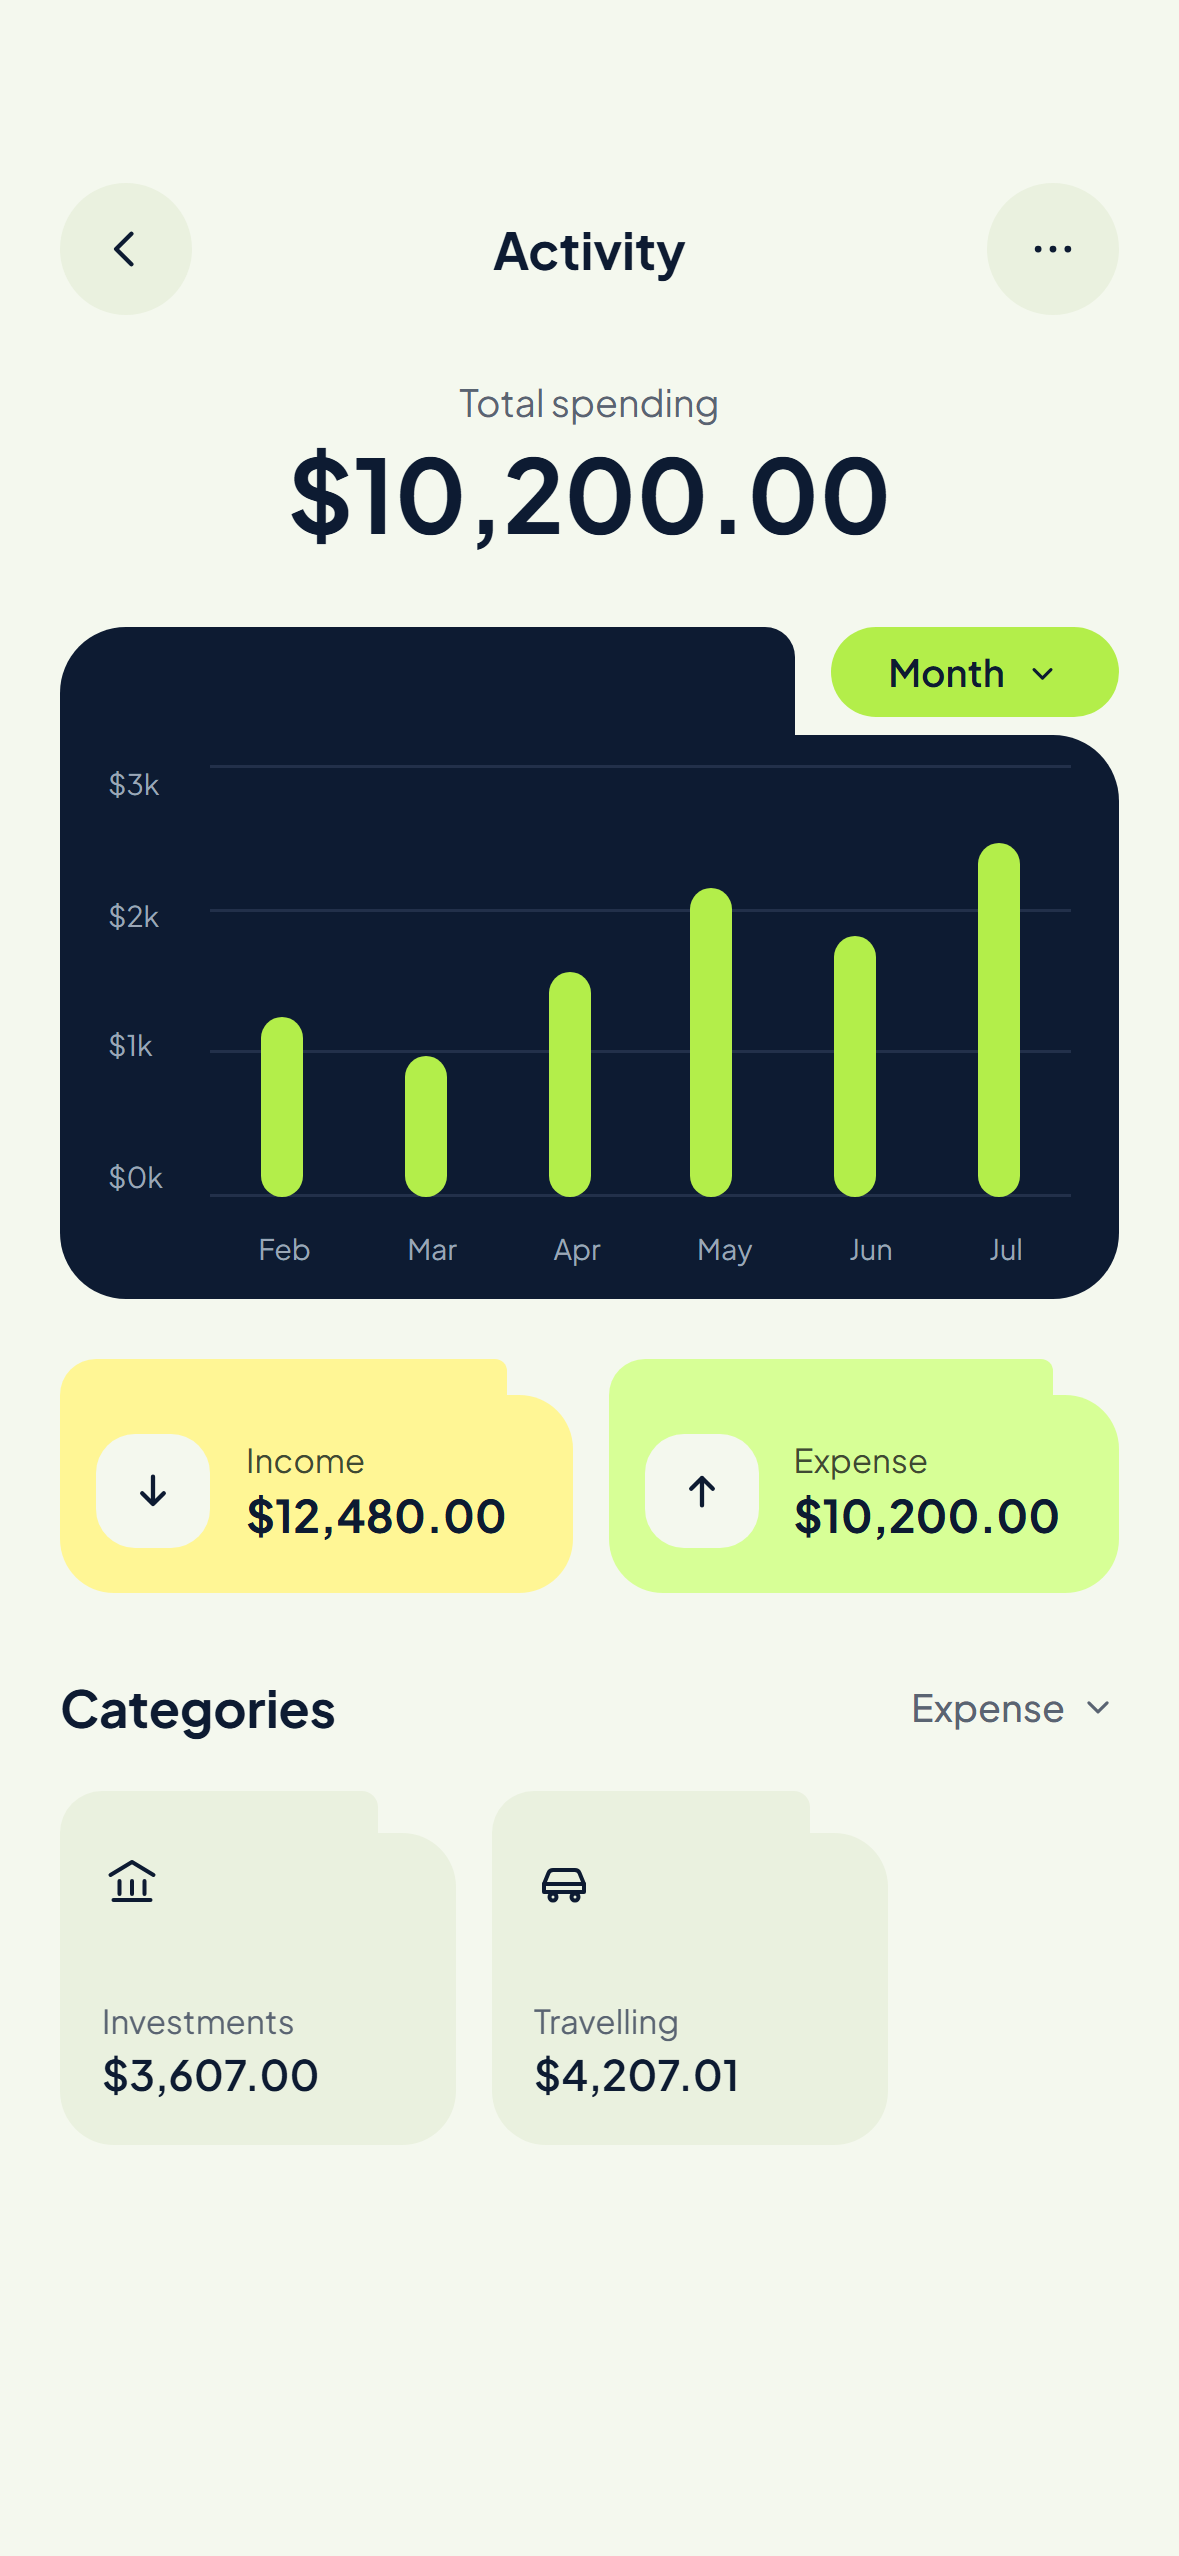 Activity
Total spending
$10,200.00
Month
$3k
$2k
$1k
$0k
Feb Mar Apr May Jun Jul
Income
$12,480.00
Expense
$10,200.00
Categories
Expense
Investments
$3,607.00
Travelling
$4,207.01